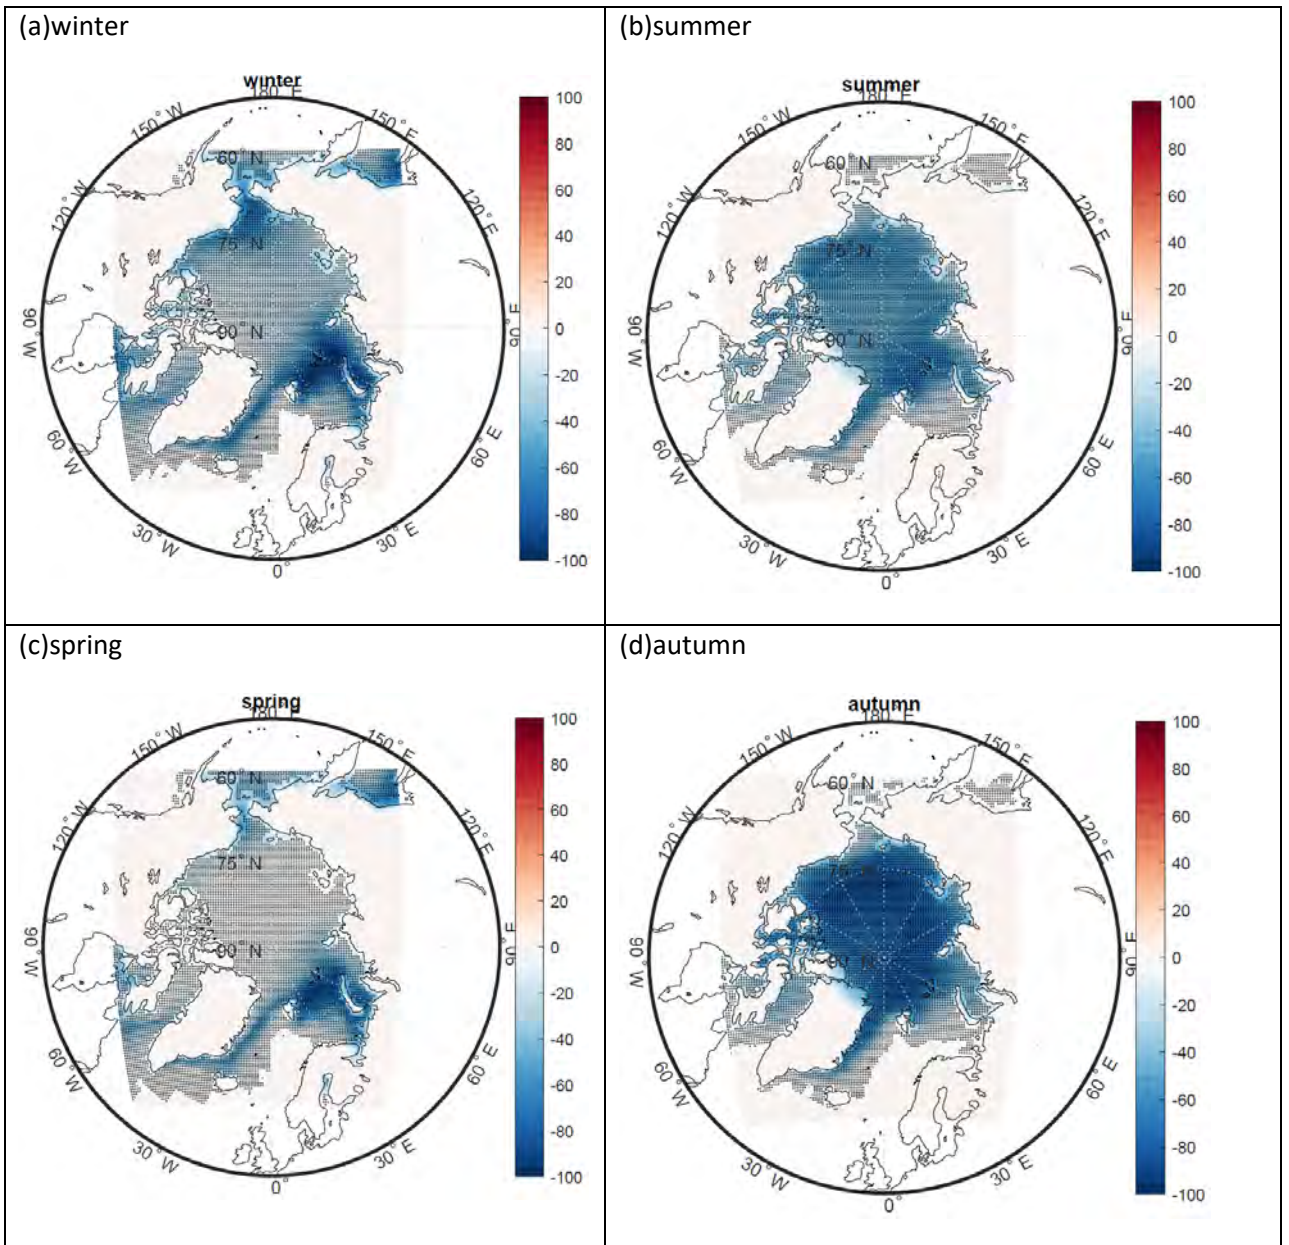 (a)winter
winter
180° E
150° W
150° E
120° W
120° E
60° N
75° N
90° N
90° W
90° E
60° W
60° E
30° W
30° E
0°
100
80
60
40
20
0
-20
-40
-60
-80
-100
(b)summer
summer
180° E
150° W
150° E
120° W
120° E
60° N
75° N
90° N
90° W
90° E
60° W
60° E
30° W
30° E
0°
100
80
60
40
20
0
-20
-40
-60
-80
-100
(c)spring
spring
180° E
150° W
150° E
120° W
120° E
60° N
75° N
90° N
90° W
90° E
60° W
60° E
30° W
30° E
0°
100
80
60
40
20
0
-20
-40
-60
-80
-100
(d)autumn
autumn
180° E
150° W
150° E
120° W
120° E
60° N
75° N
90° N
90° W
90° E
60° W
60° E
30° W
30° E
0°
100
80
60
40
20
0
-20
-40
-60
-80
-100